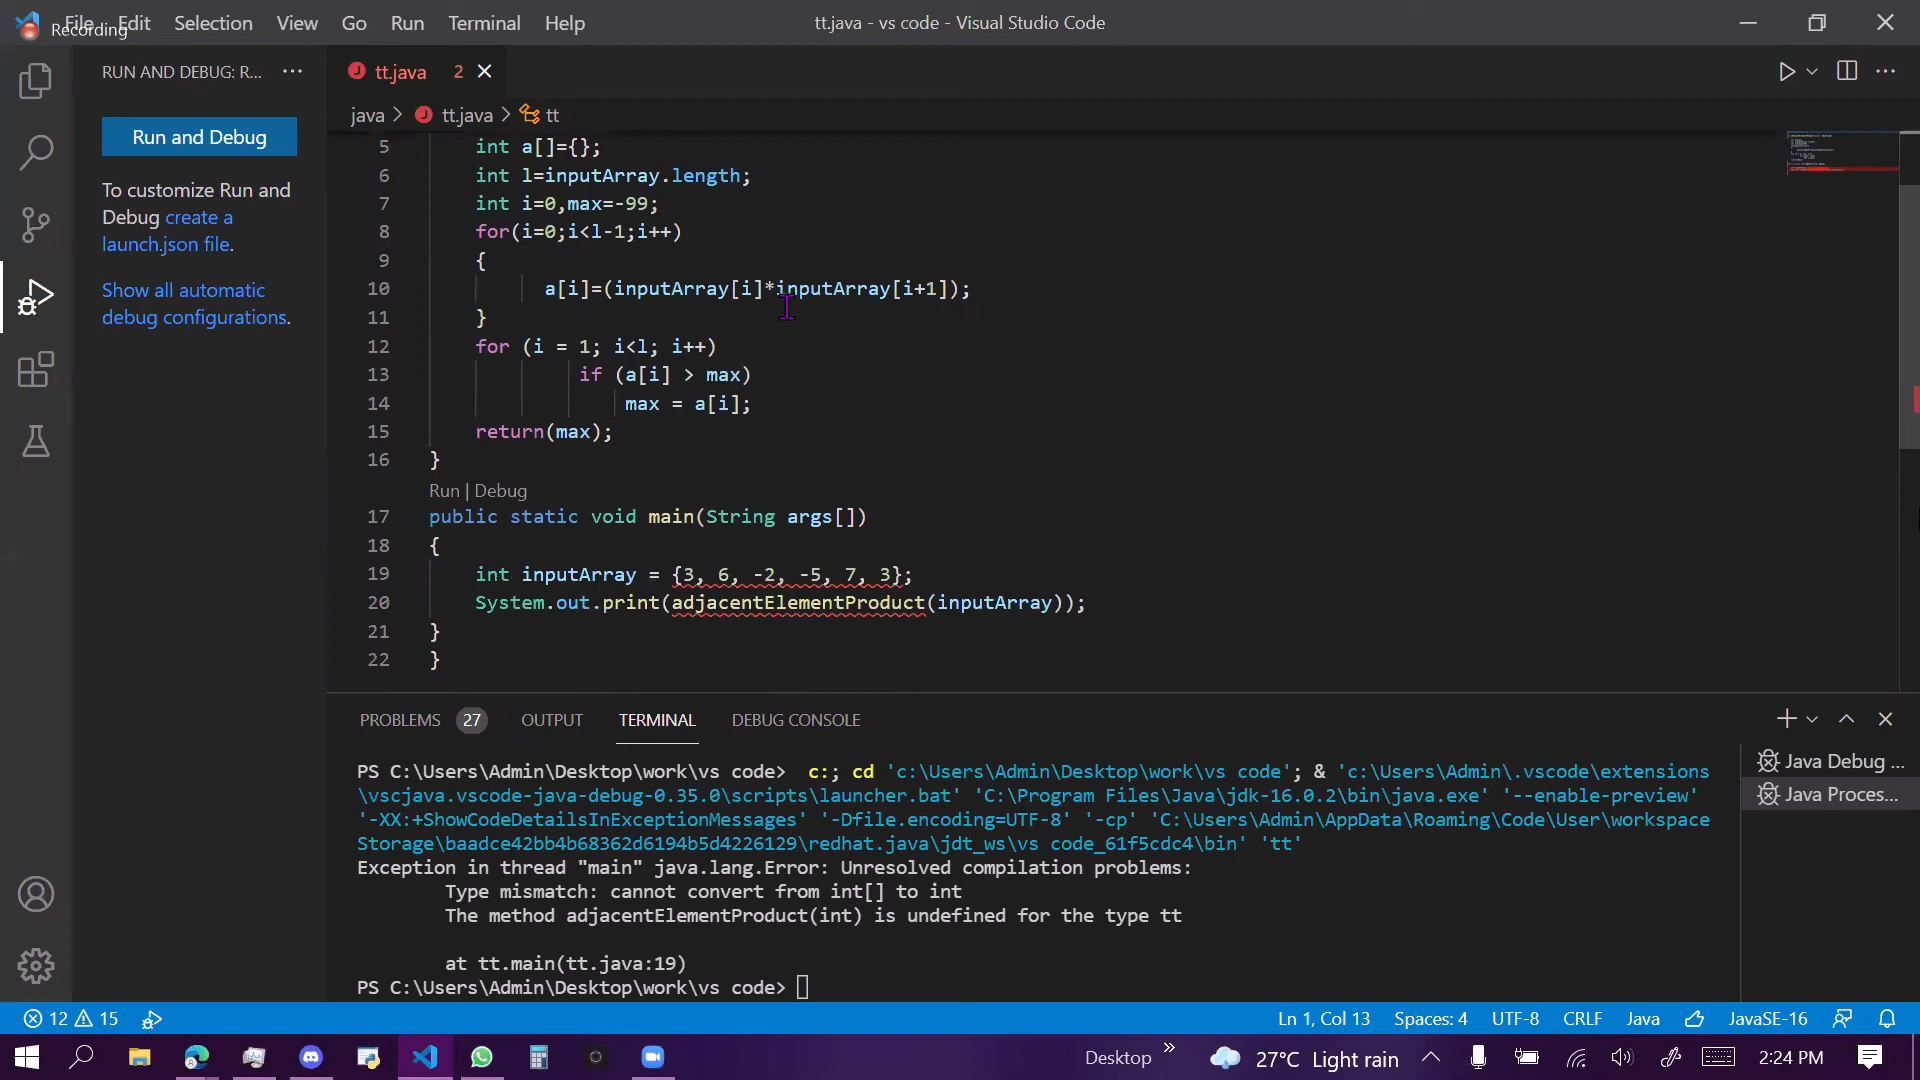 File Edit Selection View Go Run Terminal Help
Recording
tt.java - vs code - Visual Studio Code
RUN AND DEBUG: R...
Run and Debug
To customize Run and
Debug create a
launch.json file.
Show all automatic
debug configurations.
tt.java 2
java > tt.java > tt
5 int a[]={};
6 int l=inputArray.length;
7 int i=0,max=-99;
8 for(i=0;i<l-1;i++)
9 {
10 a[i]=(inputArray[i]*inputArray[i+1]);
11 }
12 for (i = 1; i<l; i++)
13 if (a[i] > max)
14 max = a[i];
15 return(max);
16 }
Run | Debug
17 public static void main(String args[])
18 {
19 int inputArray = {3, 6, -2, -5, 7, 3};
20 System.out.print(adjacentElementProduct(inputArray));
21 }
22 }
PROBLEMS 27 OUTPUT TERMINAL DEBUG CONSOLE
PS C:\Users\Admin\Desktop\work\vs code> c:; cd 'c:\Users\Admin\Desktop\work\vs code'; & 'c:\Users\Admin\.vscode\extensions
\vscjava.vscode-java-debug-0.35.0\scripts\launcher.bat' 'C:\Program Files\Java\jdk-16.0.2\bin\java.exe' '--enable-preview'
'-XX:+ShowCodeDetailsInExceptionMessages' '-Dfile.encoding=UTF-8' '-cp' 'C:\Users\Admin\AppData\Roaming\Code\User\workspace
Storage\baadce42bb4b68362d6194b5d4226129\redhat.java\jdt_ws\vs code_61f5cdc4\bin' 'tt'
Exception in thread "main" java.lang.Error: Unresolved compilation problems:
Type mismatch: cannot convert from int[] to int
The method adjacentElementProduct(int) is undefined for the type tt
at tt.main(tt.java:19)
PS C:\Users\Admin\Desktop\work\vs code>
Java Debug ...
Java Proces...
12 15
Ln 1, Col 13 Spaces: 4 UTF-8 CRLF Java JavaSE-16
Desktop » 27°C Light rain 2:24 PM